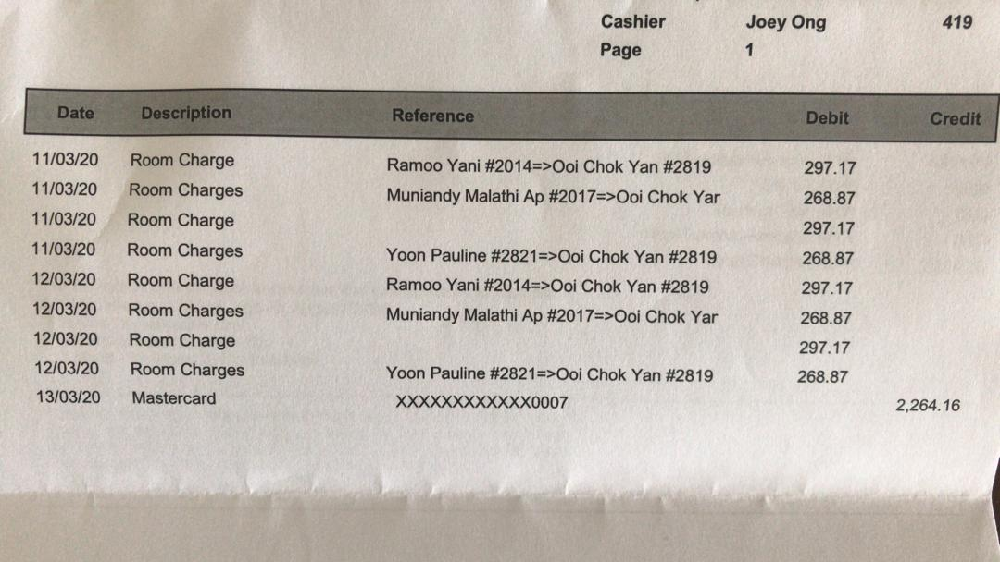 Cashier Joey Ong 419
Page 1
Date Description Reference Debit Credit
11/03/20 Room Charge Ramoo Yani #2014=>Ooi Chok Yan #2819 297.17
11/03/20 Room Charges Muniandy Malathi Ap #2017=>Ooi Chok Yar 268.87
11/03/20 Room Charge 297.17
11/03/20 Room Charges Yoon Pauline #2821=>Ooi Chok Yan #2819 268.87
12/03/20 Room Charge Ramoo Yani #2014=>Ooi Chok Yan #2819 297.17
12/03/20 Room Charges Muniandy Malathi Ap #2017=>Ooi Chok Yar 268.87
12/03/20 Room Charge 297.17
12/03/20 Room Charges Yoon Pauline #2821=>Ooi Chok Yan #2819 268.87
13/03/20 Mastercard XXXXXXXXXXXX0007 2,264.16